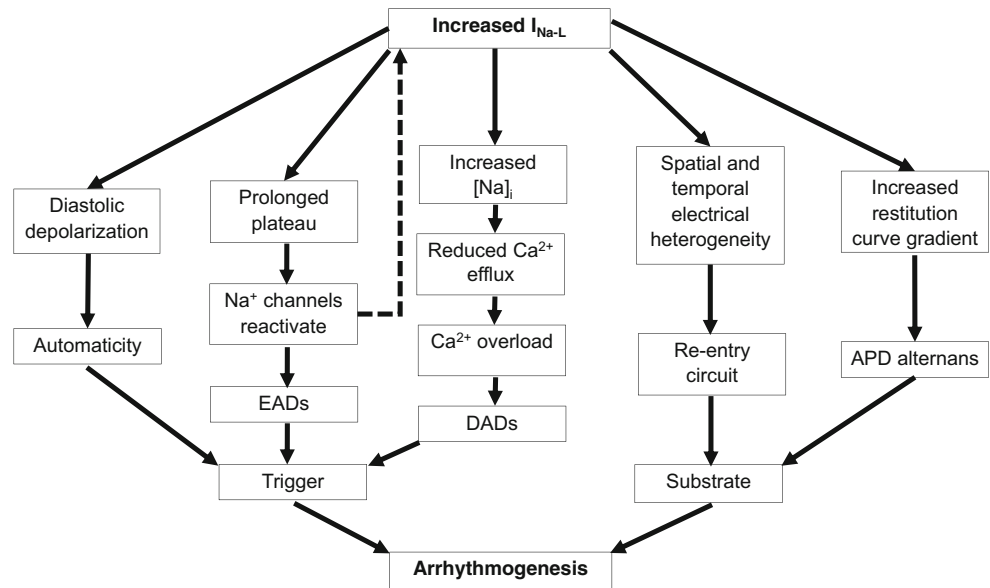 Increased I_Na-L
Diastolic
depolarization
Automaticity
Prolonged
plateau
Na⁺ channels
reactivate
EADs
Increased
[Na]ᵢ
Reduced Ca²⁺
efflux
Ca²⁺ overload
DADs
Trigger
Spatial and
temporal
electrical
heterogeneity
Re-entry
circuit
Increased
restitution
curve gradient
APD alternans
Substrate
Arrhythmogenesis